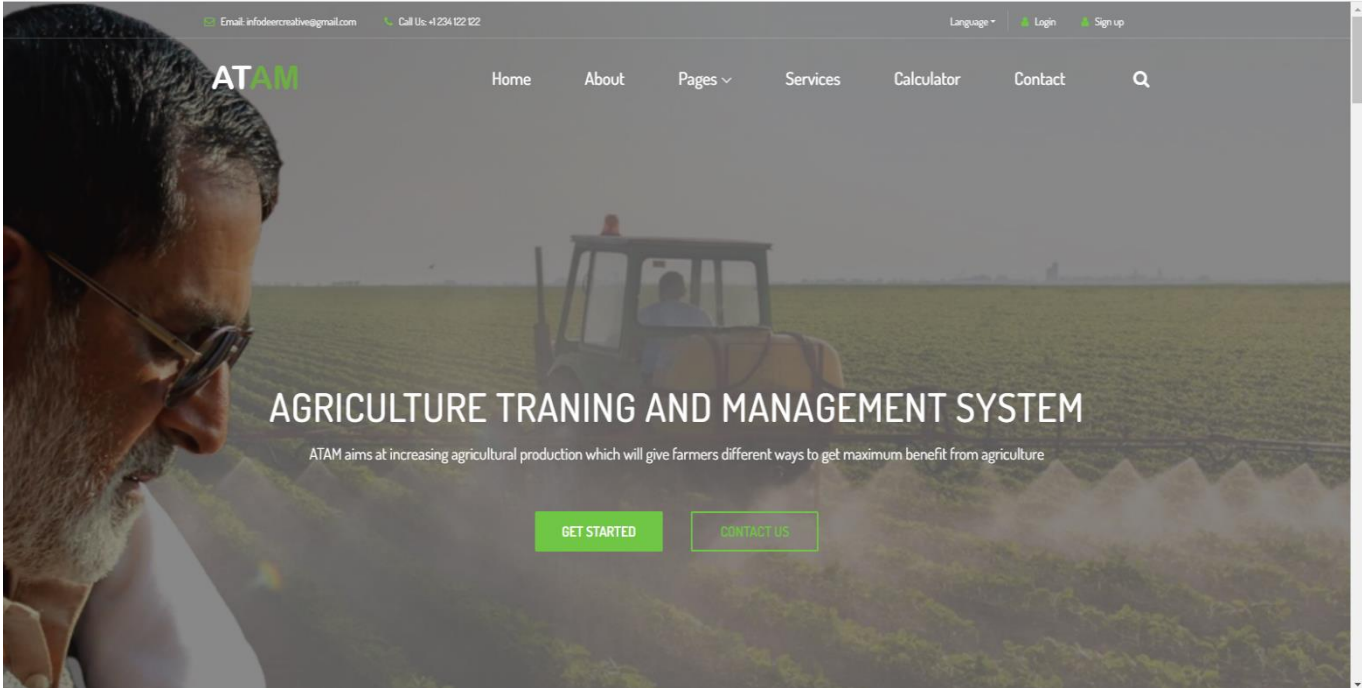 Email: infodeercreative@gmail.com Call Us: +1 234 122 122 Language Login Sign up
ATAM Home About Pages Services Calculator Contact
AGRICULTURE TRANING AND MANAGEMENT SYSTEM
ATAM aims at increasing agricultural production which will give farmers different ways to get maximum benefit from agriculture
GET STARTED CONTACT US